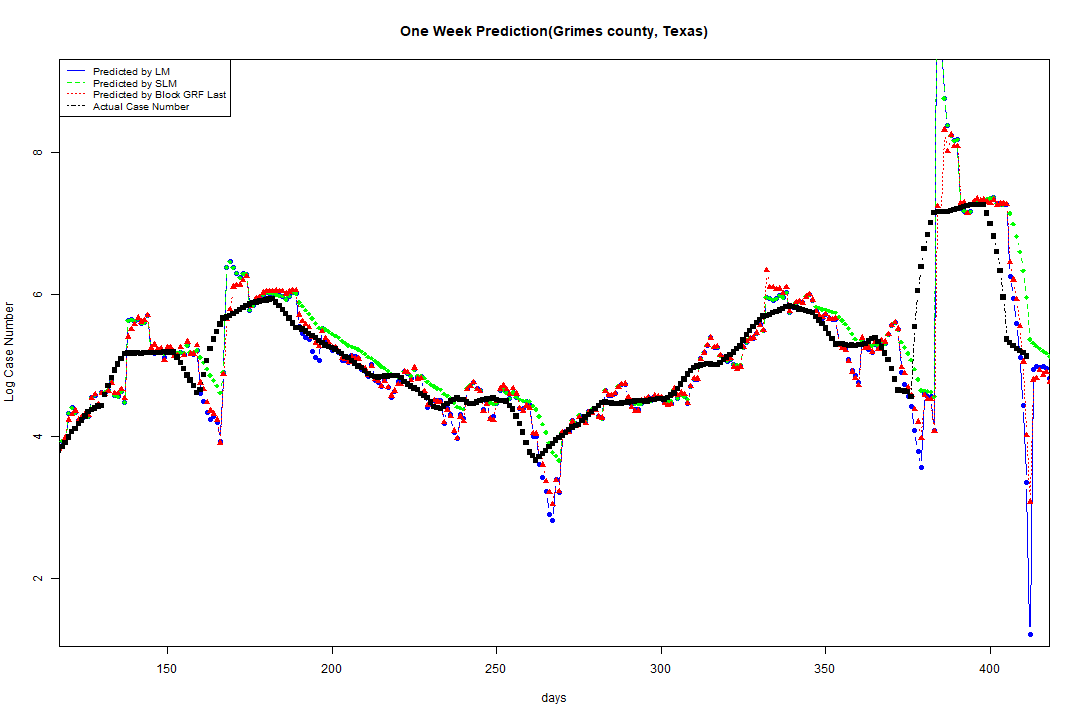 One Week Prediction(Grimes county, Texas)
Predicted by LM
Predicted by SLM
Predicted by Block GRF Last
Actual Case Number
Log Case Number
8
6
4
2
150 200 250 300 350 400
days